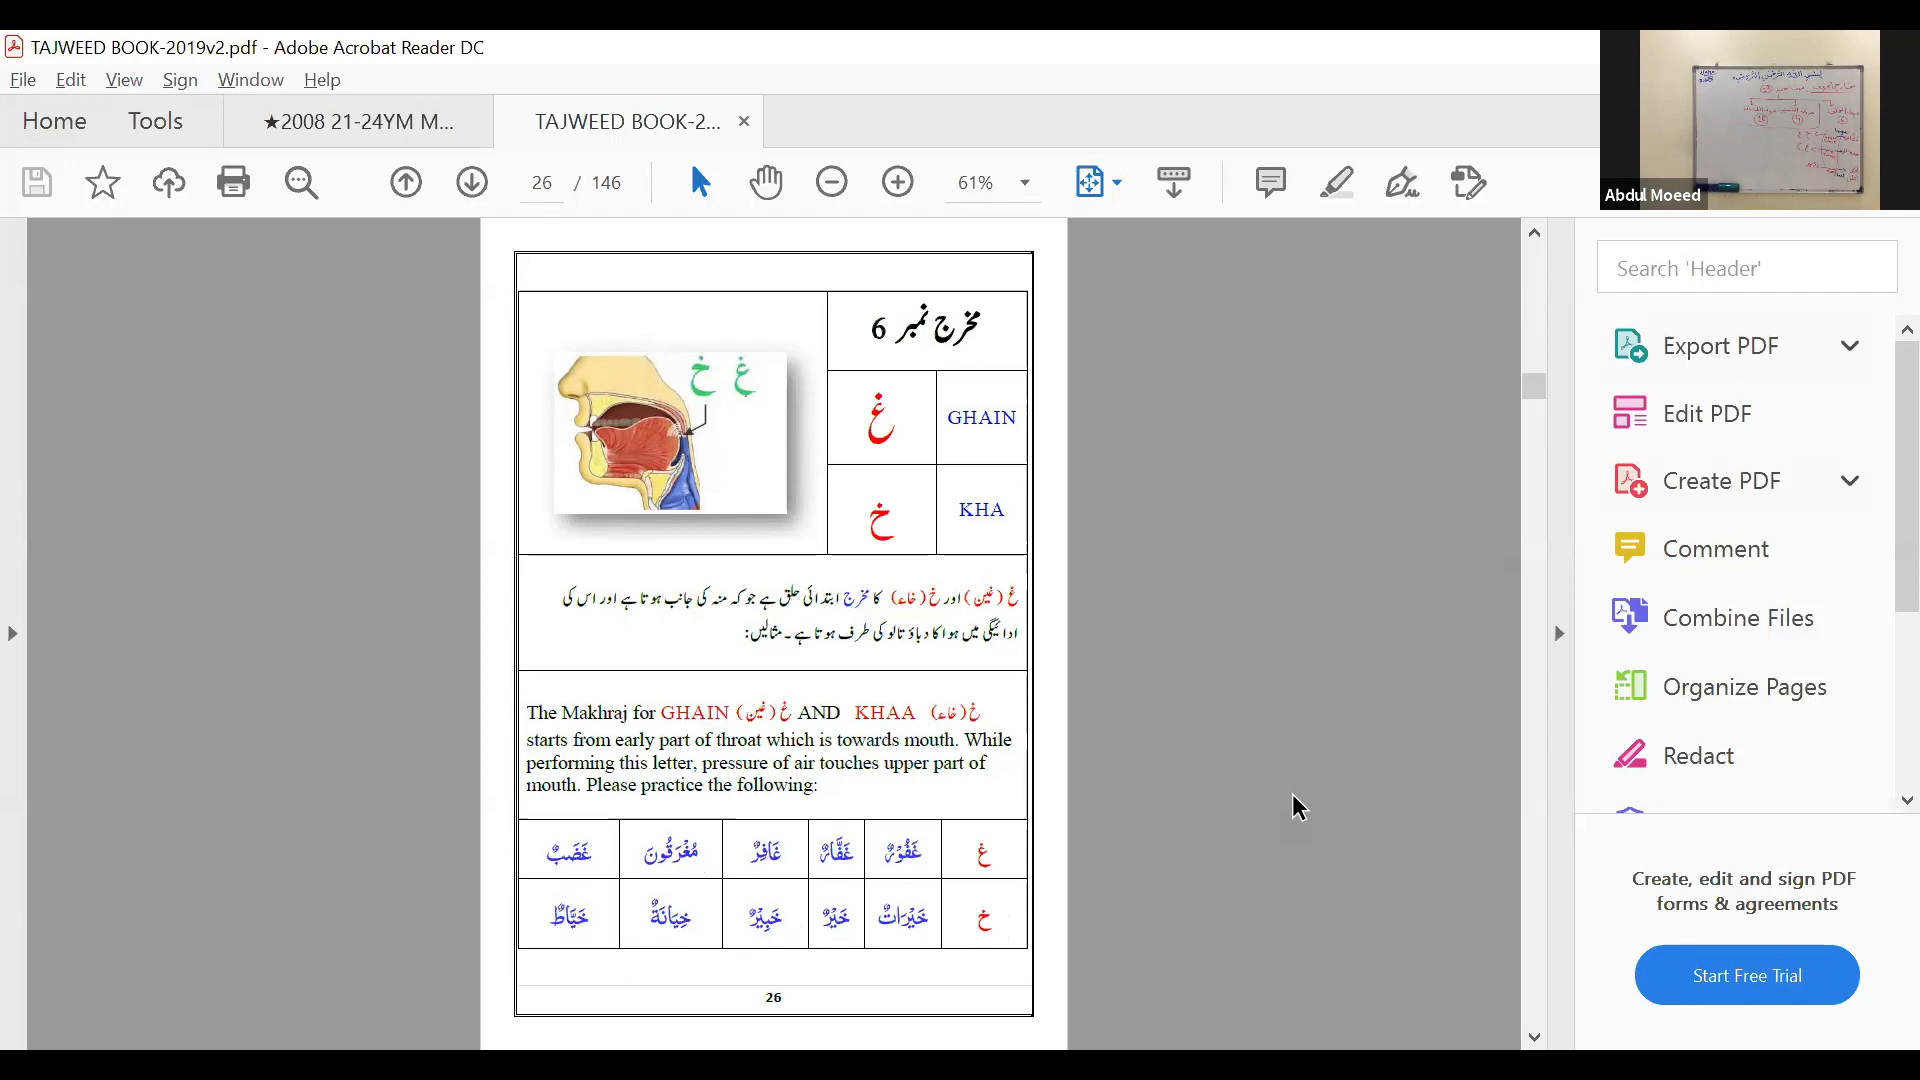 TAJWEED BOOK-2019v2.pdf - Adobe Acrobat Reader DC
File Edit View Sign Window Help
Home Tools ★2008 21-24YM M... TAJWEED BOOK-2... ×
26 / 146 61%
Abdul Moeed
Search 'Header'
Export PDF
Edit PDF
Create PDF
Comment
Combine Files
Organize Pages
Redact
Create, edit and sign PDF
forms & agreements
Start Free Trial
مخرج نمبر 6
غ خ
غ GHAIN
خ KHA
غ (غین) اور خ (خاء) کا مخرج ابتدائی حلق ہے جو کہ منہ کی جانب ہوتا ہے اور اس کی
ادائیگی میں ہوا کا دباؤ تالو کی طرف ہوتا ہے۔ مثالیں:
The Makhraj for GHAIN غ (غین) AND KHAA خ (خاء)
starts from early part of throat which is towards mouth. While
performing this letter, pressure of air touches upper part of
mouth. Please practice the following:
غ غَفُوْرٌ غَفَّارٌ غَافِرٌ مُغْرَقُونَ غَضَبٌ
خ خَيْرَاتٌ خَيْرٌ خَبِيْرٌ خِيَانَةٌ خَيَّاطٌ
26